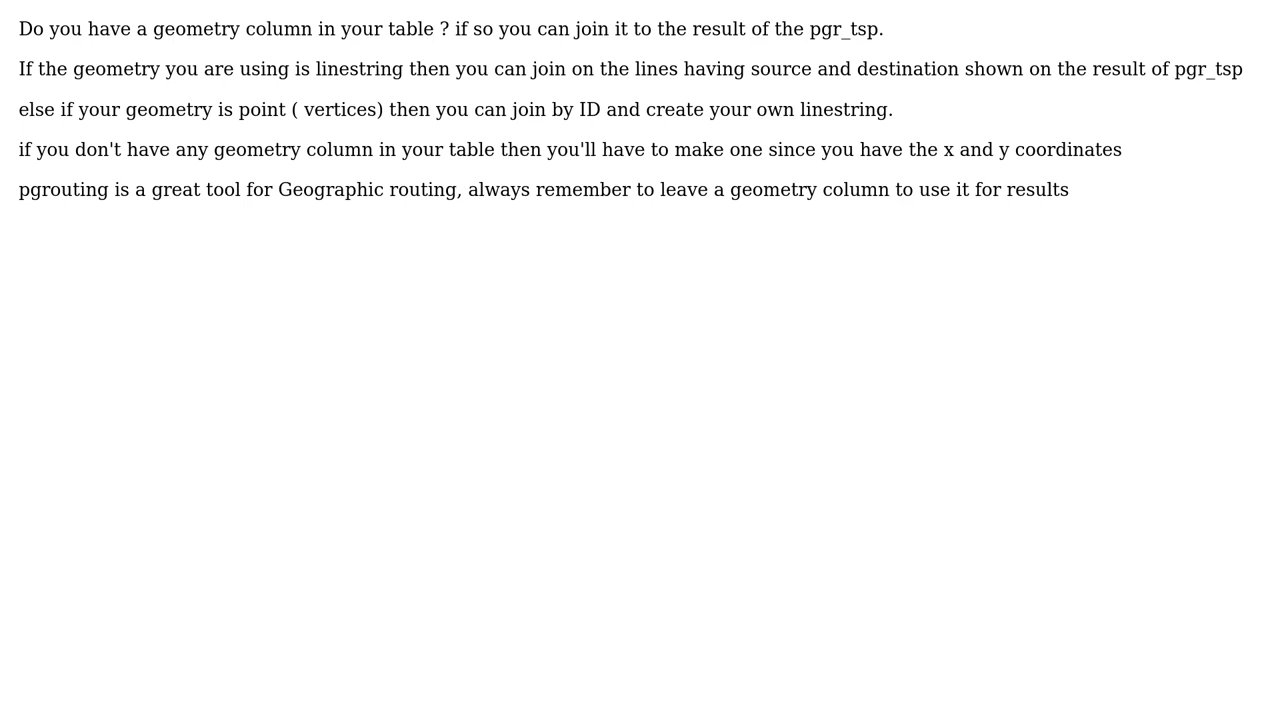 Do you have a geometry column in your table ? if so you can join it to the result of the pgr_tsp.
If the geometry you are using is linestring then you can join on the lines having source and destination shown on the result of pgr_tsp
else if your geometry is point ( vertices) then you can join by ID and create your own linestring.
if you don't have any geometry column in your table then you'll have to make one since you have the x and y coordinates
pgrouting is a great tool for Geographic routing, always remember to leave a geometry column to use it for results